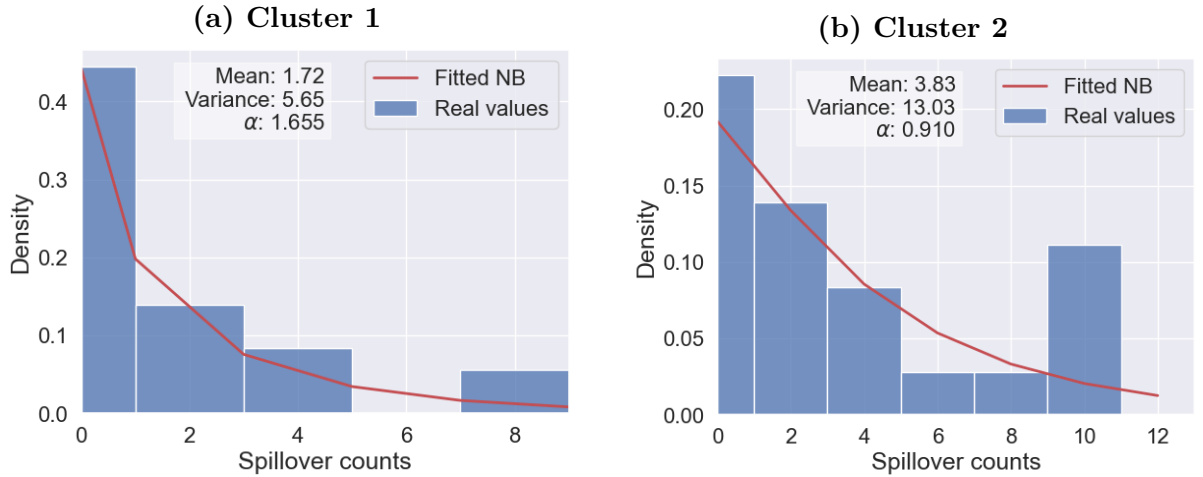 (a) Cluster 1
Mean: 1.72
Variance: 5.65
α: 1.655
Fitted NB
Real values
0.4
0.3
0.2
0.1
0.0
Density
0 2 4 6 8
Spillover counts
(b) Cluster 2
Mean: 3.83
Variance: 13.03
α: 0.910
Fitted NB
Real values
0.20
0.15
0.10
0.05
0.00
Density
0 2 4 6 8 10 12
Spillover counts